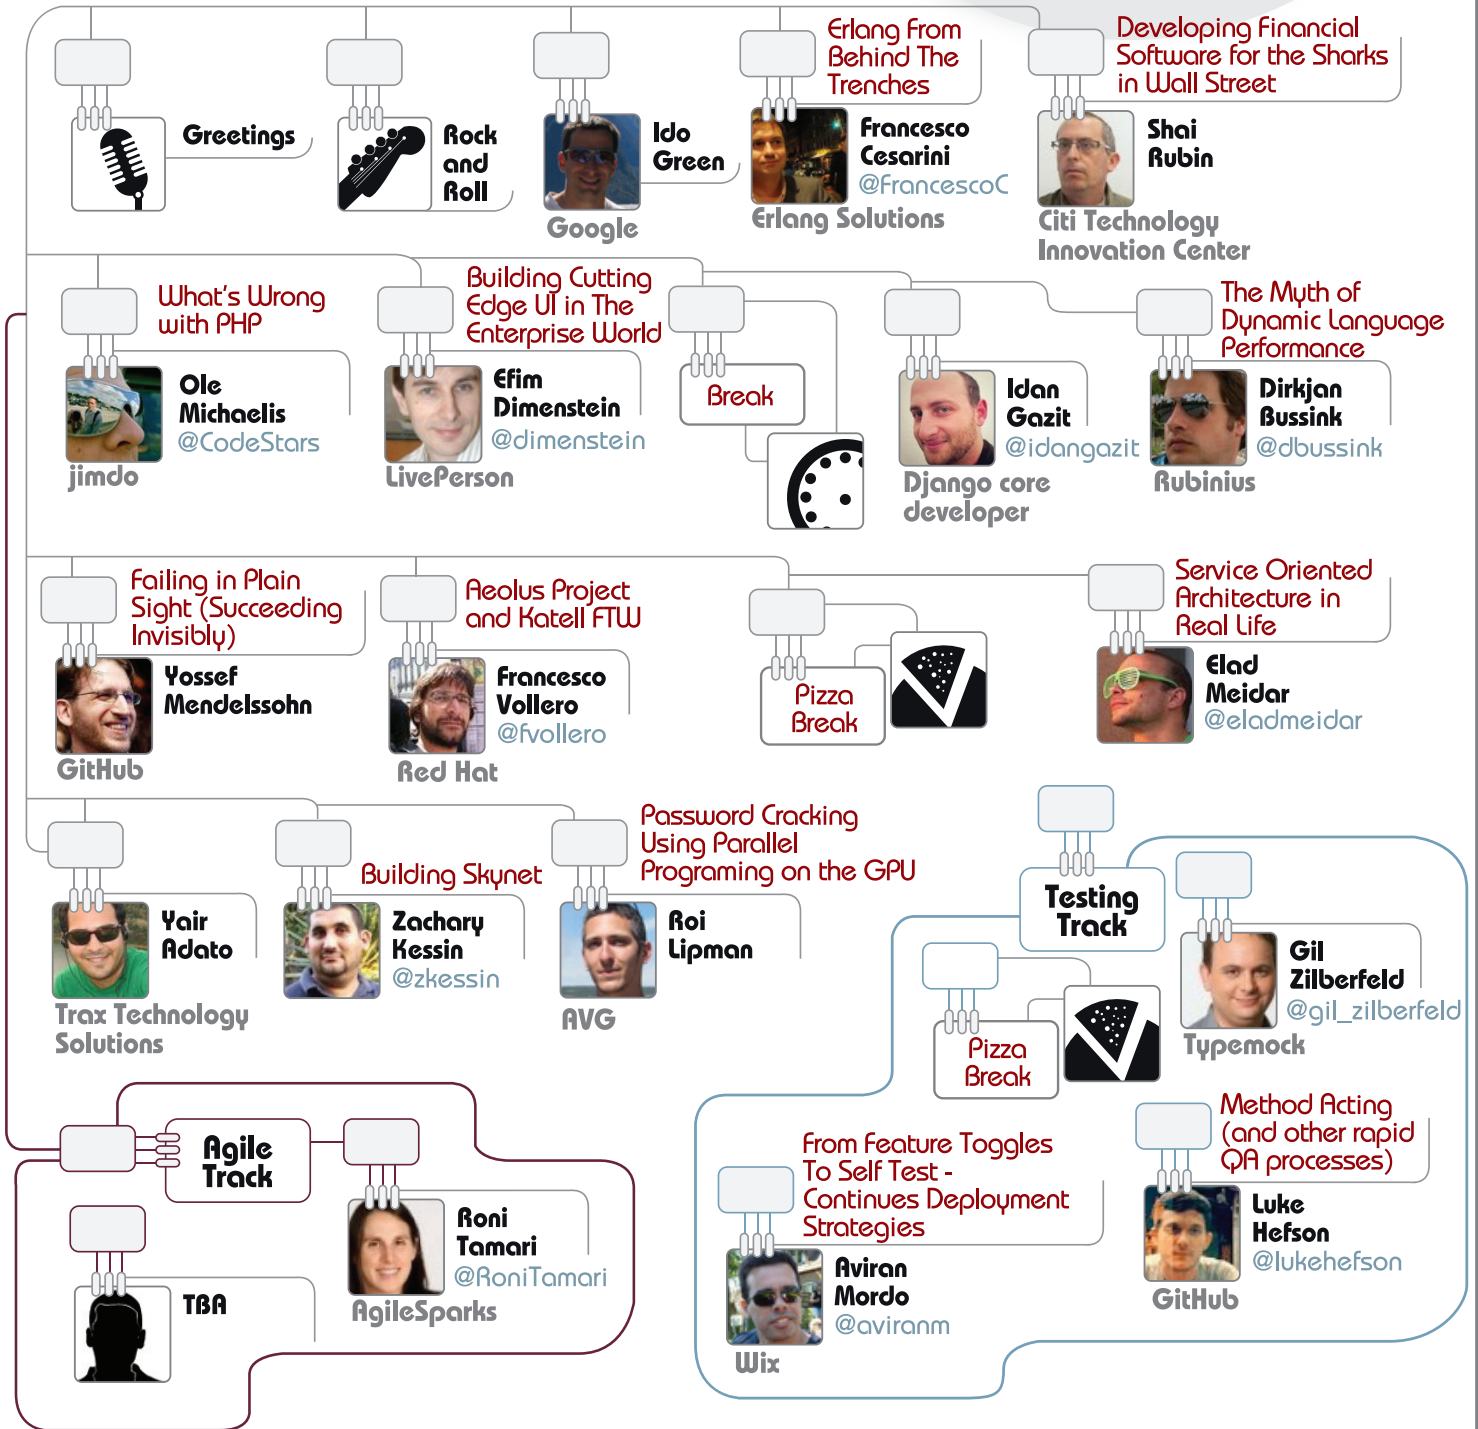 Greetings
Rock
and
Roll
Ido
Green
Google
Erlang From
Behind The
Trenches
Francesco
Cesarini
@FrancescoC
Erlang Solutions
Developing Financial
Software for the Sharks
in Wall Street
Shai
Rubin
Citi Technology
Innovation Center
What's Wrong
with PHP
Ole
Michaelis
@CodeStars
jimdo
Building Cutting
Edge UI in The
Enterprise World
Efim
Dimenstein
@dimenstein
LivePerson
Break
Idan
Gazit
@idangazit
Django core
developer
The Myth of
Dynamic Language
Performance
Dirkjan
Bussink
@dbussink
Rubinius
Failing in Plain
Sight (Succeeding
Invisibly)
Yossef
Mendelssohn
GitHub
Aeolus Project
and Katell FTW
Francesco
Vollero
@fvollero
Red Hat
Pizza
Break
Service Oriented
Architecture in
Real Life
Elad
Meidar
@eladmeidar
Yair
Adato
Trax Technology
Solutions
Building Skynet
Zachary
Kessin
@zkessin
Password Cracking
Using Parallel
Programing on the GPU
Roi
Lipman
AVG
Testing
Track
Gil
Zilberfeld
@gil_zilberfeld
Typemock
Pizza
Break
Method Acting
(and other rapid
QA processes)
Luke
Hefson
@lukehefson
GitHub
From Feature Toggles
To Self Test -
Continues Deployment
Strategies
Aviran
Mordo
@aviranm
Wix
Agile
Track
Roni
Tamari
@RoniTamari
AgileSparks
TBA